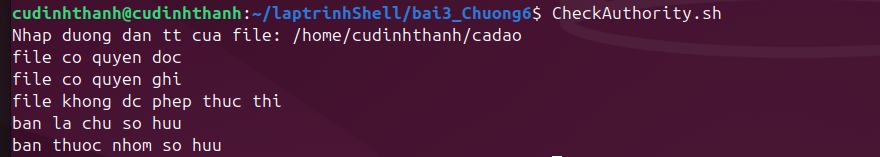 cudinhthanh@cudinhthanh:~/laptrinhShell/bai3_Chuong6$ CheckAuthority.sh
Nhap duong dan tt cua file: /home/cudinhthanh/cadao
file co quyen doc
file co quyen ghi
file khong dc phep thuc thi
ban la chu so huu
ban thuoc nhom so huu